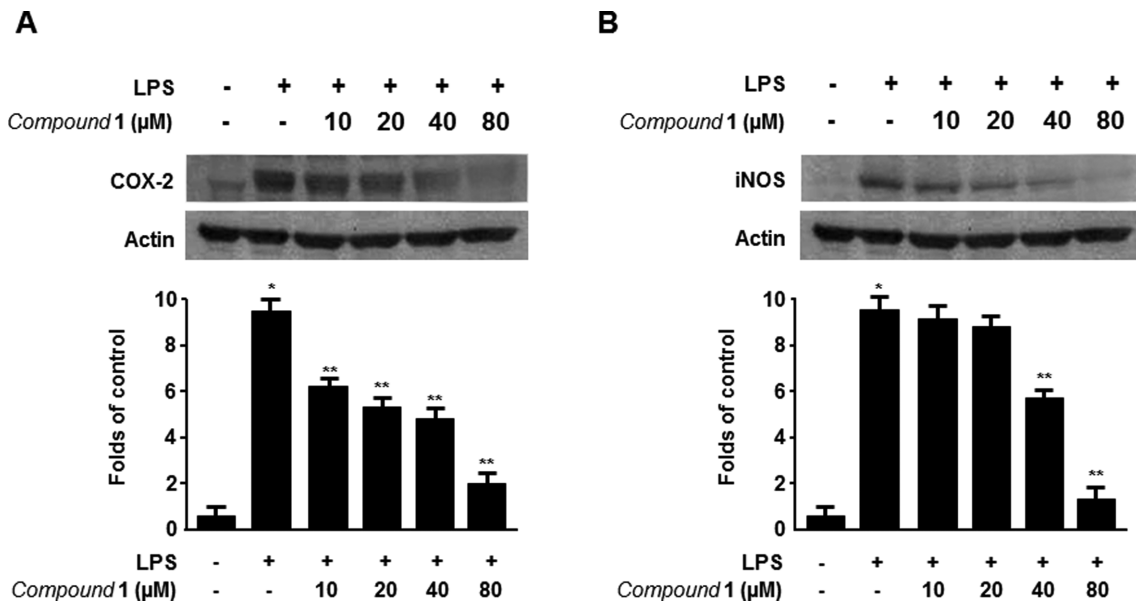 A
LPS - + + + + +
Compound 1 (μM) - - 10 20 40 80
COX-2
Actin
Folds of control
10
8
6
4
2
0
* ** ** ** **
LPS - + + + + +
Compound 1 (μM) - - 10 20 40 80
B
LPS - + + + + +
Compound 1 (μM) - - 10 20 40 80
iNOS
Actin
Folds of control
10
8
6
4
2
0
* ** **
LPS - + + + + +
Compound 1 (μM) - - 10 20 40 80